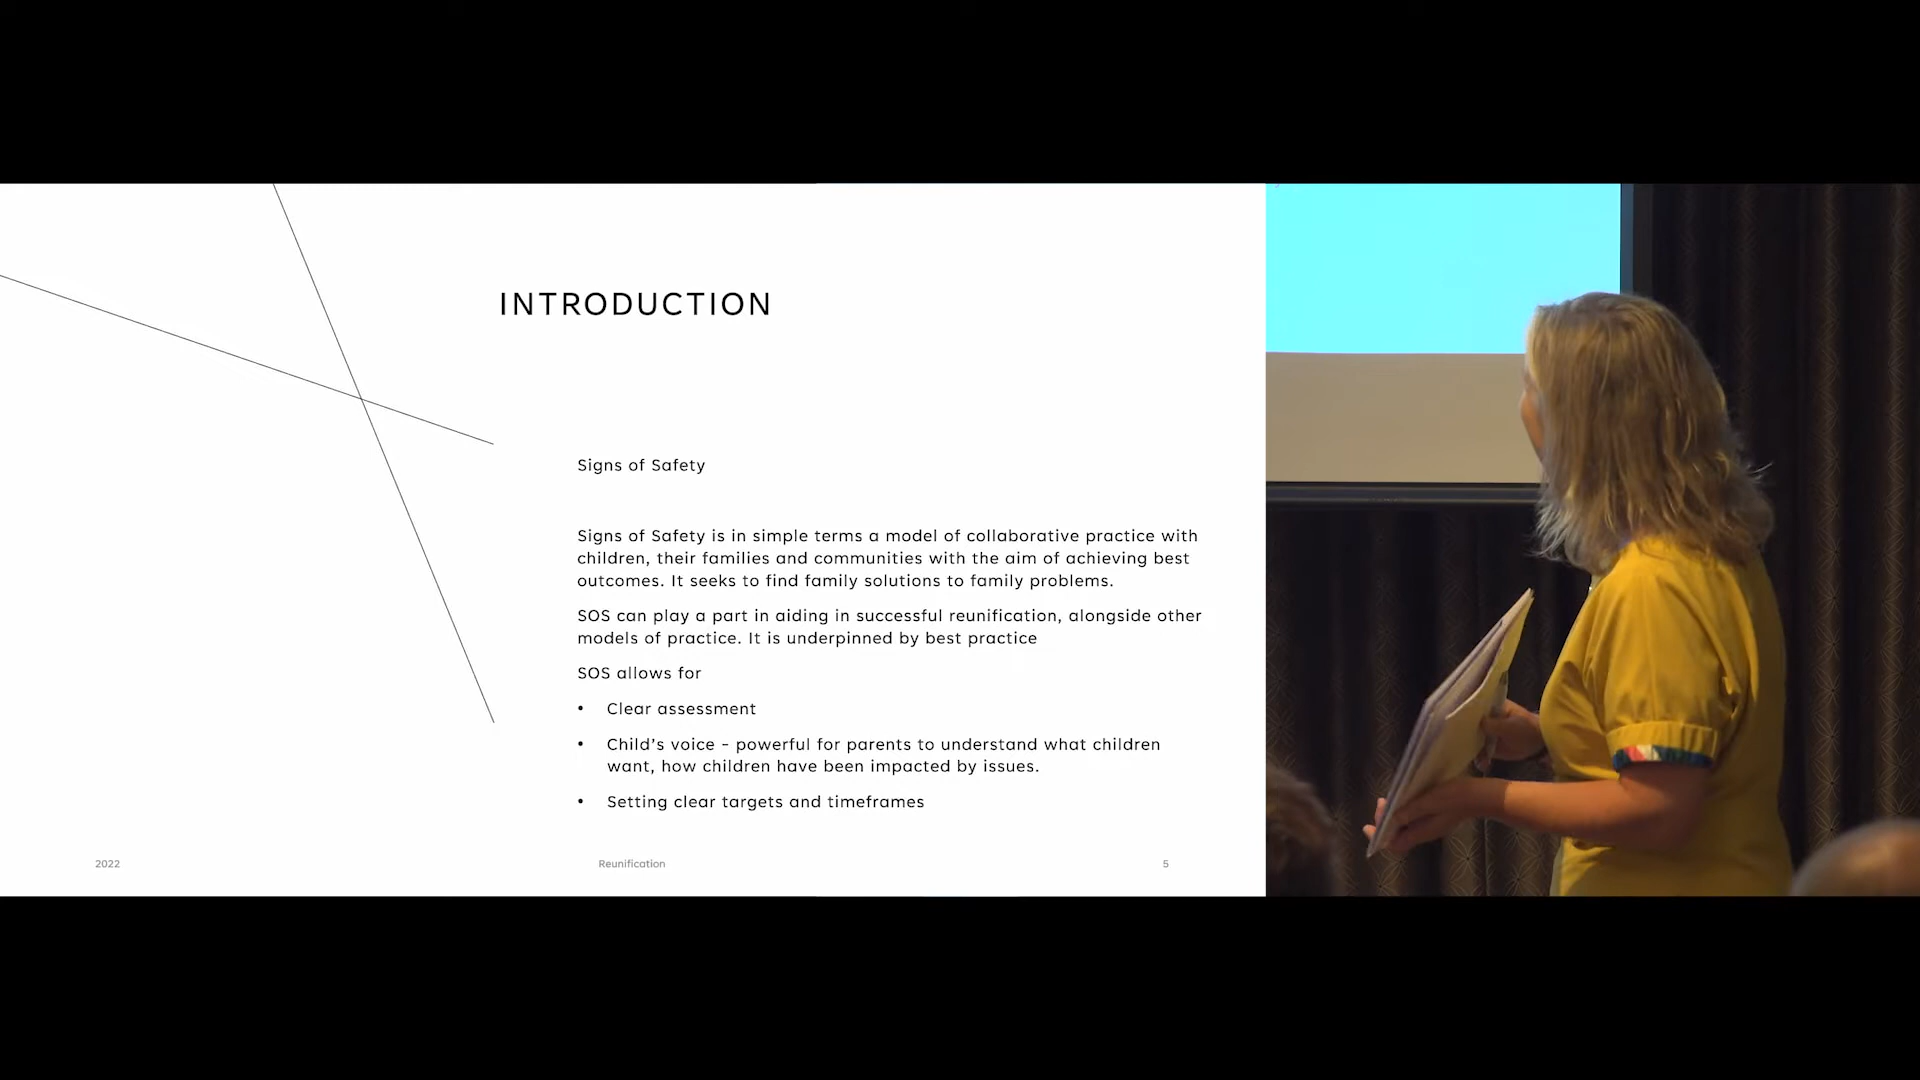 INTRODUCTION
Signs of Safety
Signs of Safety is in simple terms a model of collaborative practice with
children, their families and communities with the aim of achieving best
outcomes. It seeks to find family solutions to family problems.
SOS can play a part in aiding in successful reunification, alongside other
models of practice. It is underpinned by best practice
SOS allows for
• Clear assessment
• Child’s voice – powerful for parents to understand what children
want, how children have been impacted by issues.
• Setting clear targets and timeframes
2022
Reunification
5